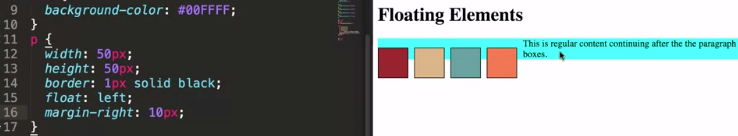 9 background-color: #00FFFF;
10 }
11 p {
12 width: 50px;
13 height: 50px;
14 border: 1px solid black;
15 float: left;
16 margin-right: 10px;
17 }
Floating Elements
This is regular content continuing after the the paragraph
boxes.